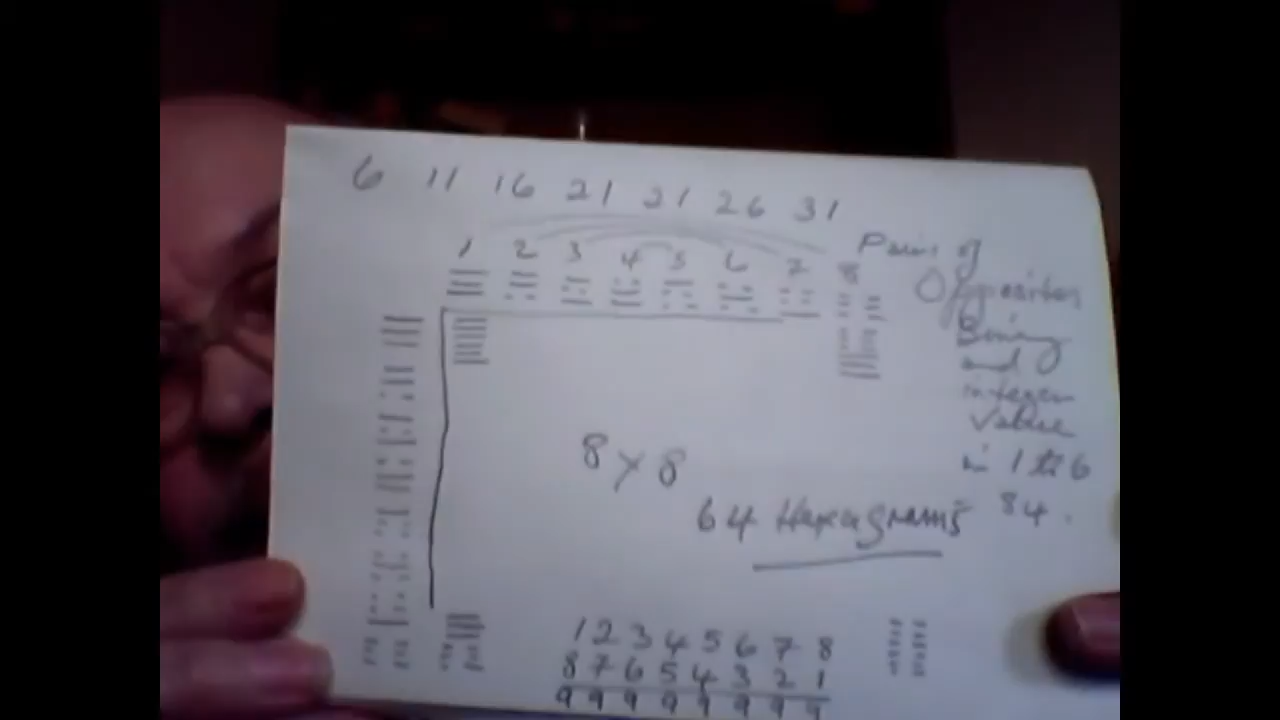 6 11 16 21 21 26 31
1 2 3 4 5 6 7 8
Pairs of
Opposites
Binary
and
integer
Value
in 1 to 6
84.
8 x 8
64 Hexagrams
1 2 3 4 5 6 7 8
8 7 6 5 4 3 2 1
9 9 9 9 9 9 9 9